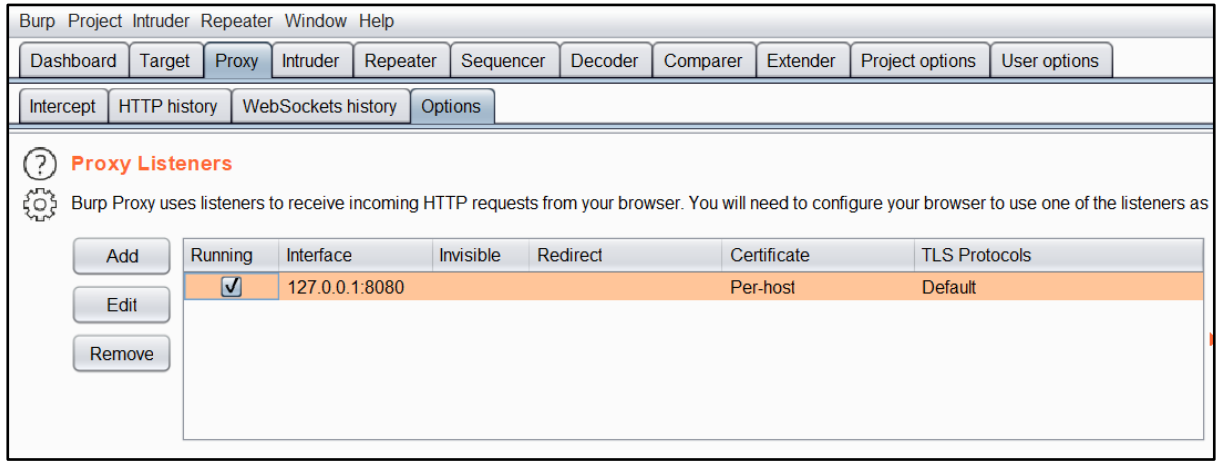 Burp Project Intruder Repeater Window Help
Dashboard Target Proxy Intruder Repeater Sequencer Decoder Comparer Extender Project options User options
Intercept HTTP history WebSockets history Options
? Proxy Listeners
Burp Proxy uses listeners to receive incoming HTTP requests from your browser. You will need to configure your browser to use one of the listeners as
Add
Edit
Remove
Running Interface Invisible Redirect Certificate TLS Protocols
127.0.0.1:8080 Per-host Default